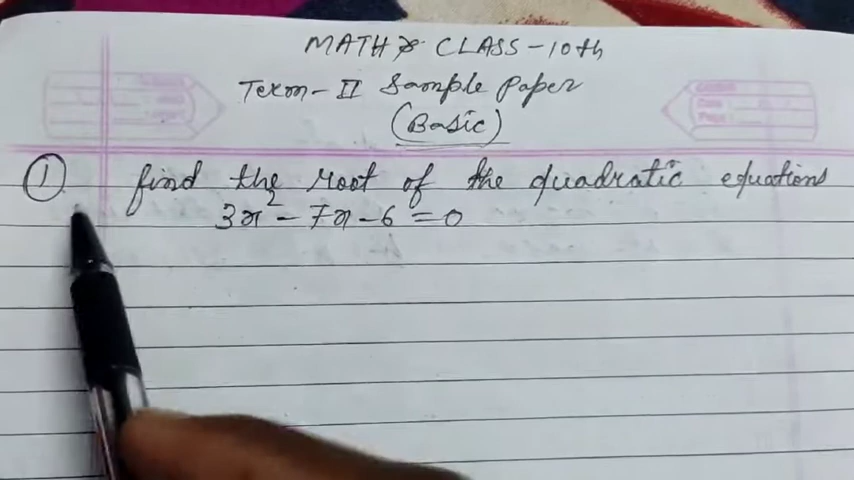 MATHS CLASS-10th
Term-II Sample Paper
(Basic)
① find the root of the quadratic equations
3x² - 7x - 6 = 0